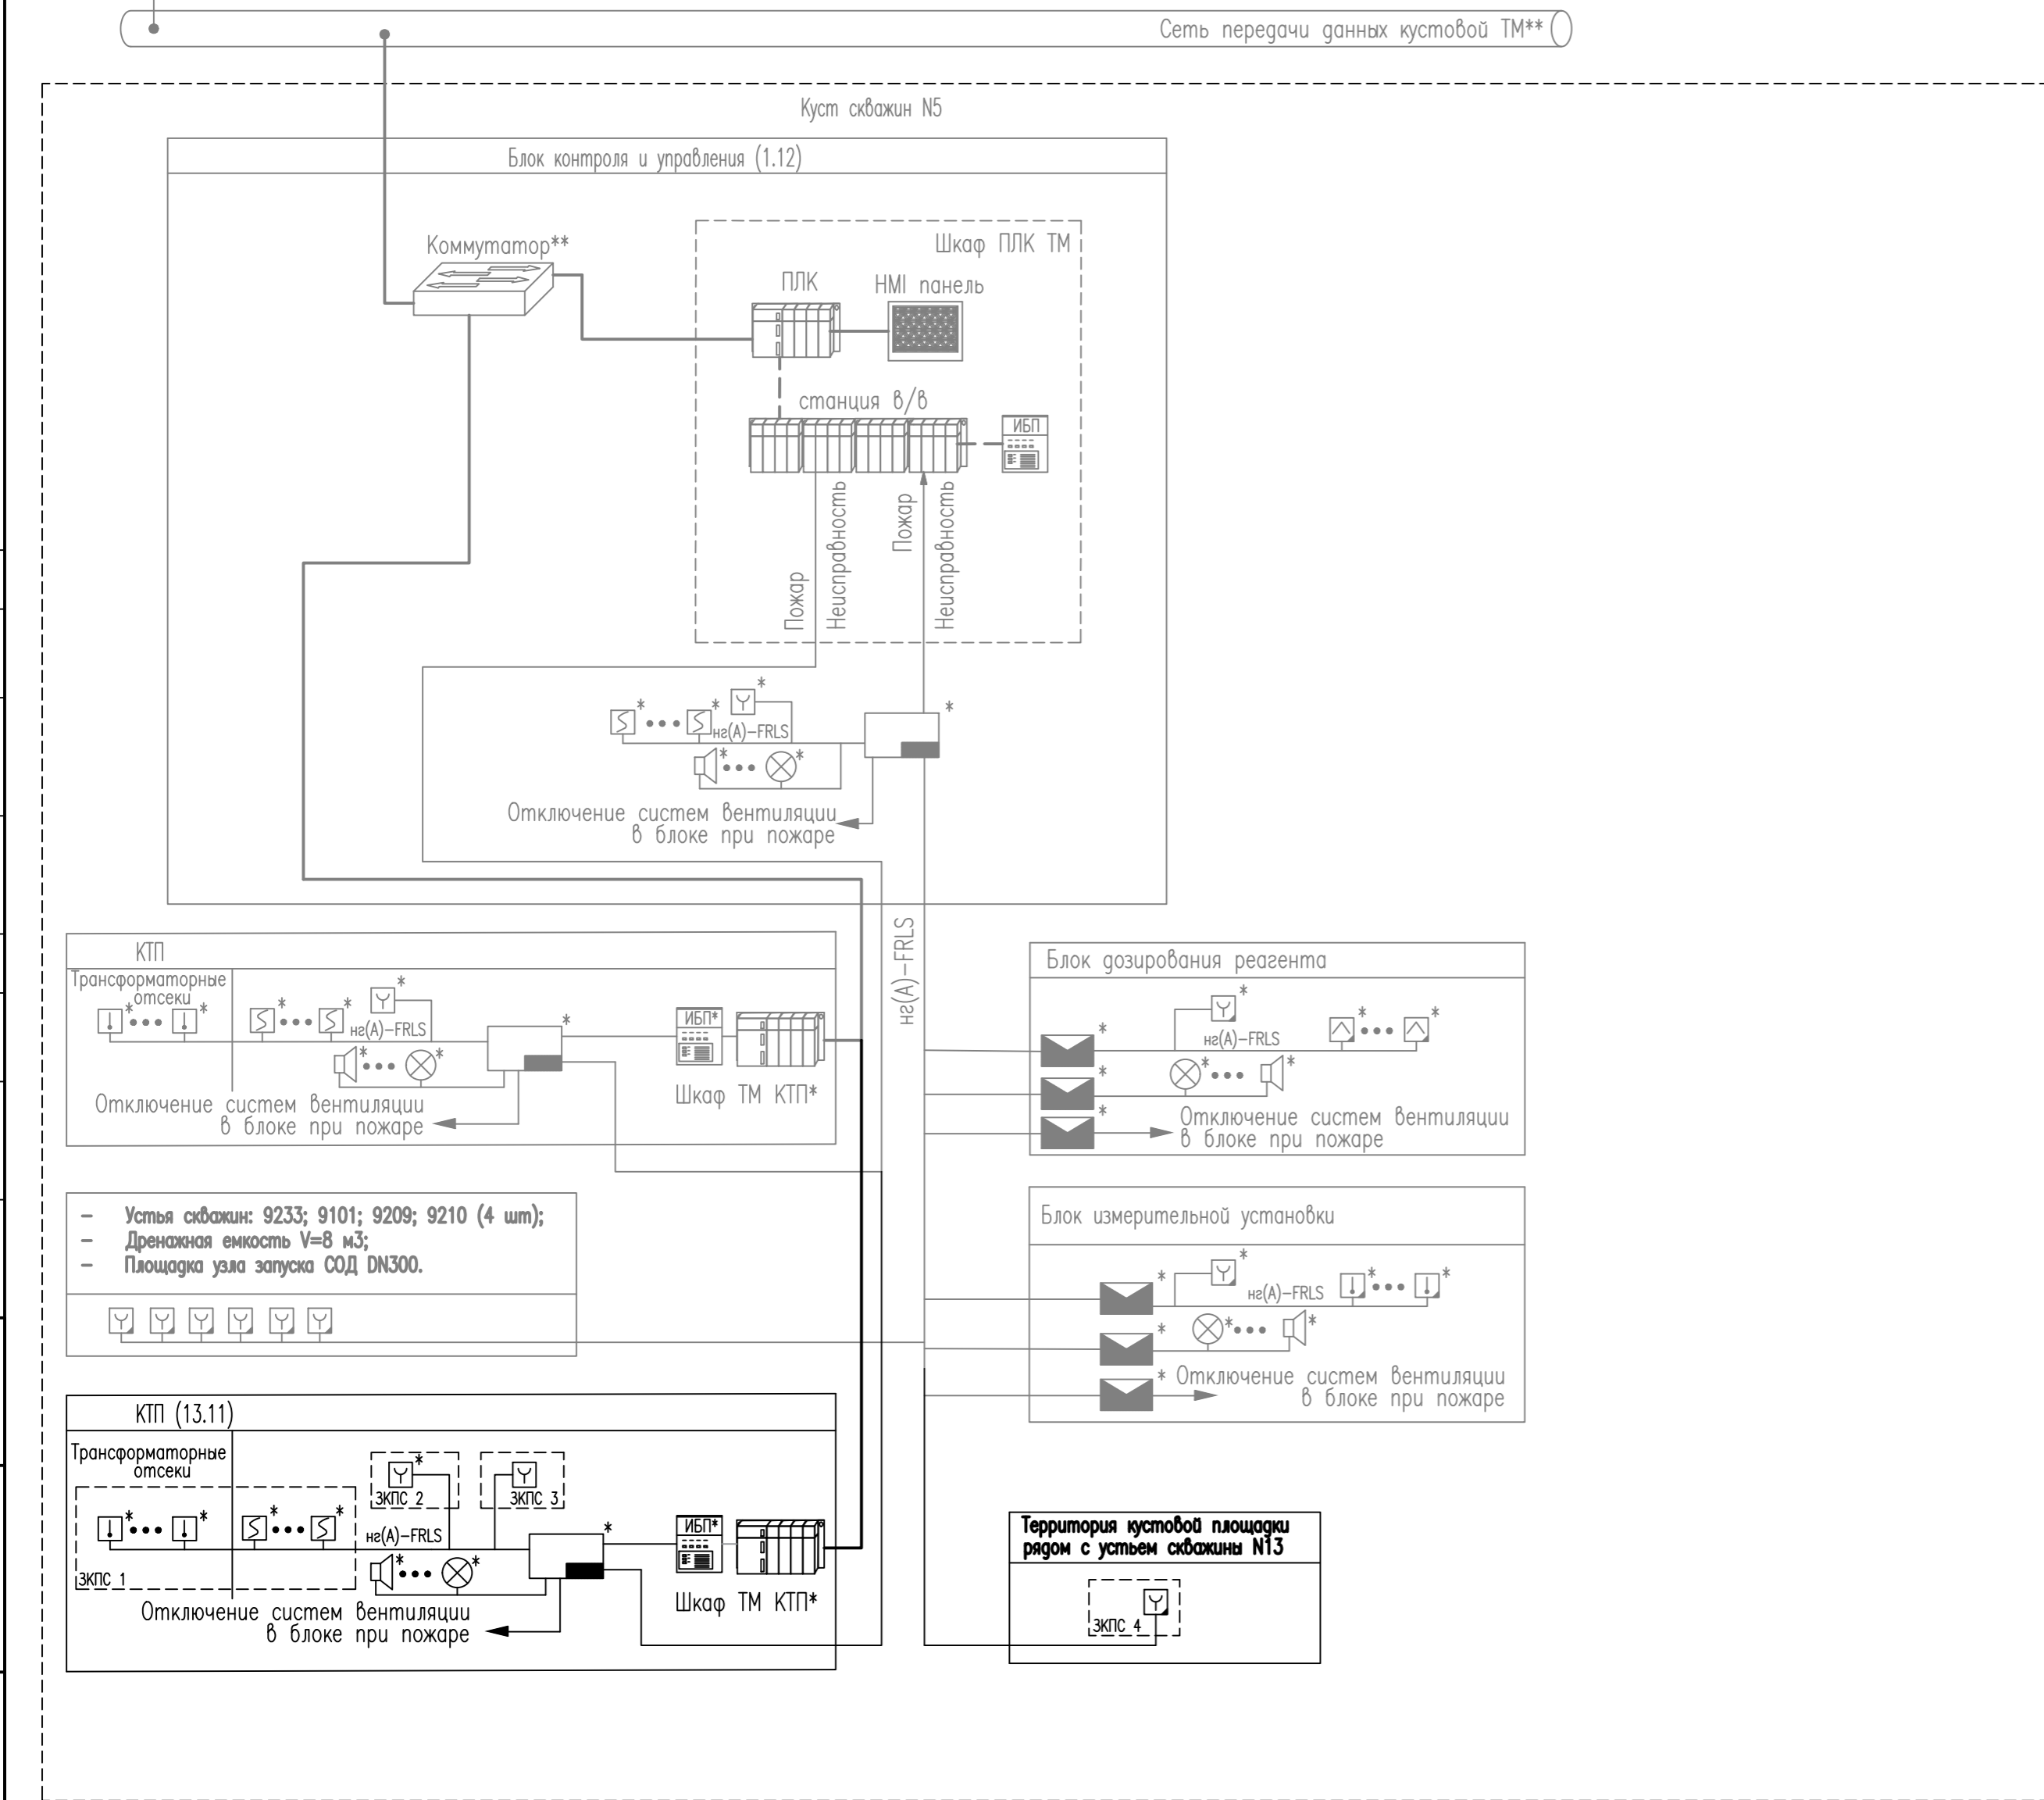 Сеть передачи данных кустовой ТМ**
Куст скважин N5
Блок контроля и управления (1.12)
Коммутатор**
Шкаф ПЛК ТМ
ПЛК
HMI панель
станция в/в
ИБП
Пожар
Неисправность
Пожар
Неисправность
*
*
*
*
нг(А)-FRLS
*
*
Отключение систем вентиляции
в блоке при пожаре
нг(А)-FRLS
КТП
Трансформаторные
отсеки
*
*
*
*
*
нг(А)-FRLS
*
*
*
ИБП*
Шкаф ТМ КТП*
Отключение систем вентиляции
в блоке при пожаре
Блок дозирования реагента
*
*
нг(А)-FRLS
*
*
*
*
*
*
Отключение систем вентиляции
в блоке при пожаре
- Устья скважин: 9233; 9101; 9209; 9210 (4 шт);
- Дренажная емкость V=8 м3;
- Площадка узла запуска СОД DN300.
Блок измерительной установки
*
*
нг(А)-FRLS
*
*
*
*
*
* Отключение систем вентиляции
в блоке при пожаре
КТП (13.11)
Трансформаторные
отсеки
*
*
*
*
ЗКПС 1
*
ЗКПС 2
ЗКПС 3
нг(А)-FRLS
*
*
*
ИБП*
Шкаф ТМ КТП*
Отключение систем вентиляции
в блоке при пожаре
Территория кустовой площадки
рядом с устьем скважины N13
ЗКПС 4